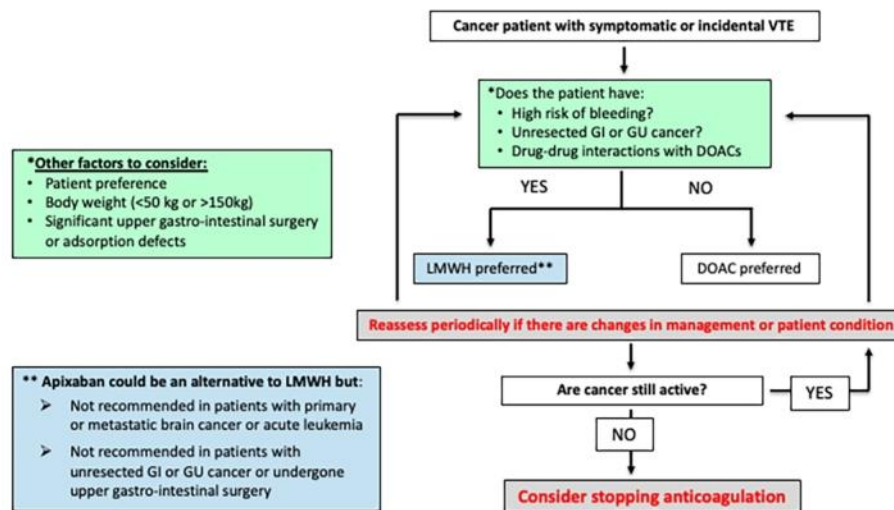 Cancer patient with symptomatic or incidental VTE
*Does the patient have:
• High risk of bleeding?
• Unresected GI or GU cancer?
• Drug-drug interactions with DOACs
*Other factors to consider:
• Patient preference
• Body weight (<50 kg or >150kg)
• Significant upper gastro-intestinal surgery
or adsorption defects
YES
NO
LMWH preferred**
DOAC preferred
Reassess periodically if there are changes in management or patient condition
** Apixaban could be an alternative to LMWH but:
➢ Not recommended in patients with primary
or metastatic brain cancer or acute leukemia
➢ Not recommended in patients with
unresected GI or GU cancer or undergone
upper gastro-intestinal surgery
Are cancer still active?
YES
NO
Consider stopping anticoagulation